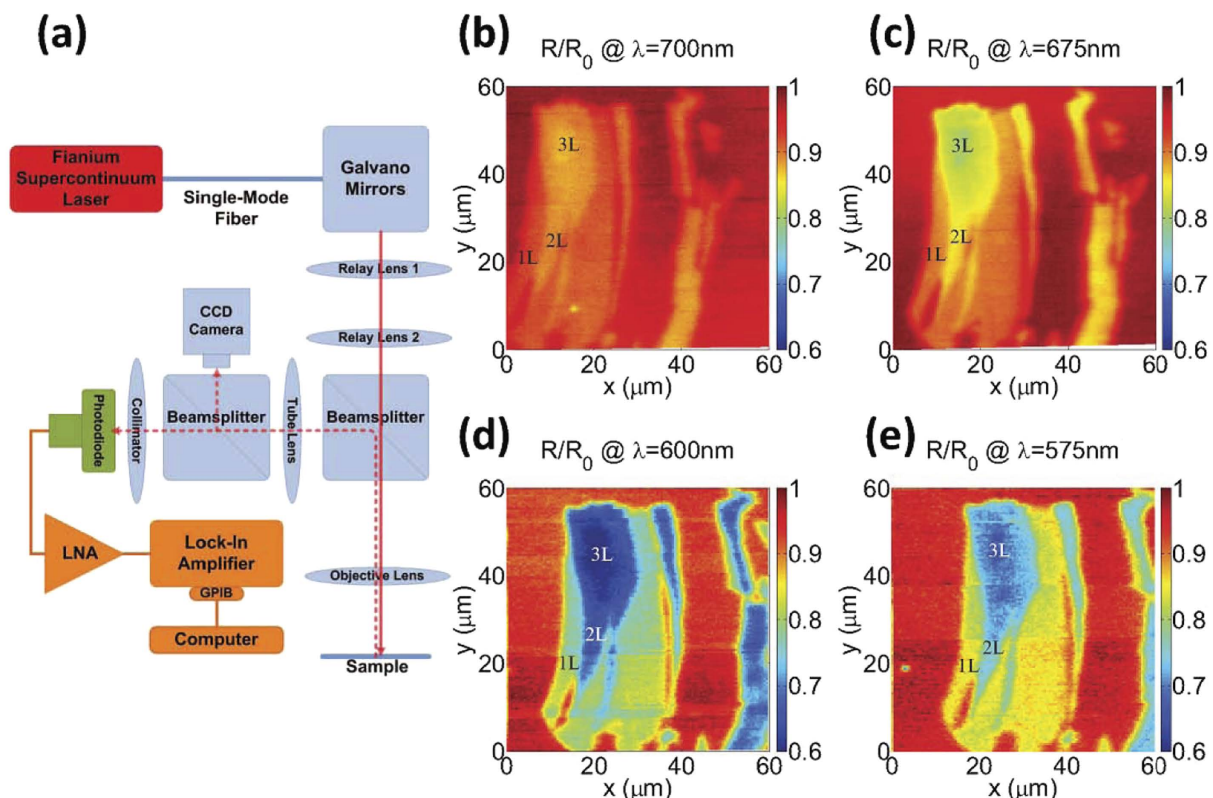 (a)
Fianium
Supercontinuum
Laser
Single-Mode
Fiber
Galvano
Mirrors
Relay Lens 1
Relay Lens 2
CCD
Camera
Photodiode
Collimator
Beamsplitter
Tube Lens
Beamsplitter
LNA
Lock-In
Amplifier
GPIB
Computer
Objective Lens
Sample
(b)
R/R0 @ λ=700nm
60
40
20
0
y (μm)
3L
2L
1L
0 20 40 60
x (μm)
1
0.9
0.8
0.7
0.6
(c)
R/R0 @ λ=675nm
60
40
20
0
y (μm)
3L
2L
1L
0 20 40 60
x (μm)
1
0.9
0.8
0.7
0.6
(d)
R/R0 @ λ=600nm
60
40
20
0
y (μm)
3L
2L
1L
0 20 40 60
x (μm)
1
0.9
0.8
0.7
0.6
(e)
R/R0 @ λ=575nm
60
40
20
0
y (μm)
3L
2L
1L
0 20 40 60
x (μm)
1
0.9
0.8
0.7
0.6